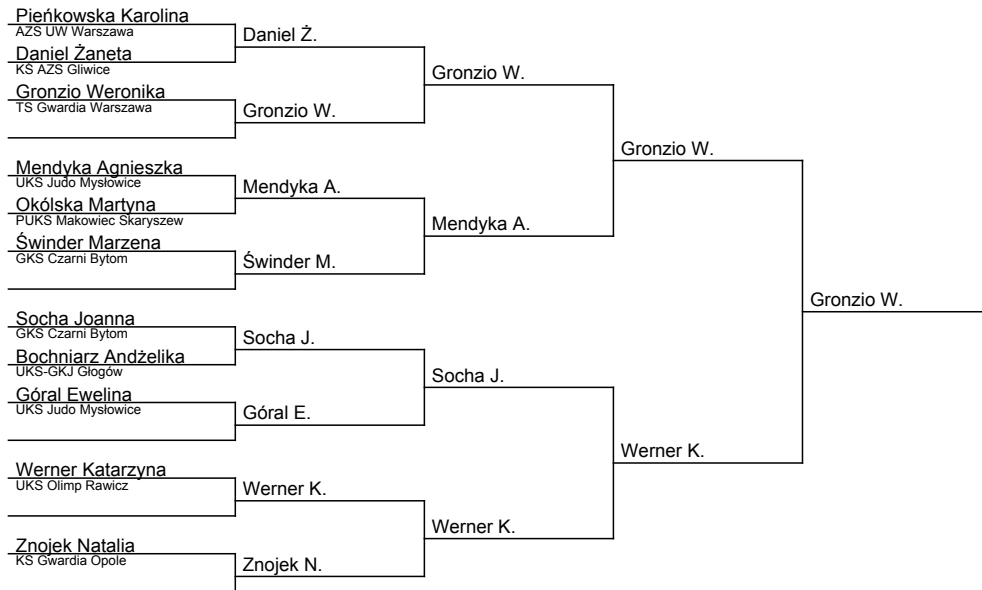 Pieńkowska Karolina
AZS UW Warszawa
Daniel Żaneta
KŚ AZS Gliwice
Gronzio Weronika
TS Gwardia Warszawa
Mendyka Agnieszka
UKS Judo Mysłowice
Okólska Martyna
PUKS Makowiec Skaryszew
Świnder Marzena
GKS Czarni Bytom
Socha Joanna
GKS Czarni Bytom
Bochniarz Andżelika
UKS-GKJ Głogów
Góral Ewelina
UKS Judo Mysłowice
Werner Katarzyna
UKS Olimp Rawicz
Znojek Natalia
KS Gwardia Opole
Daniel Ż.
Gronzio W.
Mendyka A.
Świnder M.
Socha J.
Góral E.
Werner K.
Znojek N.
Gronzio W.
Mendyka A.
Socha J.
Werner K.
Gronzio W.
Werner K.
Gronzio W.